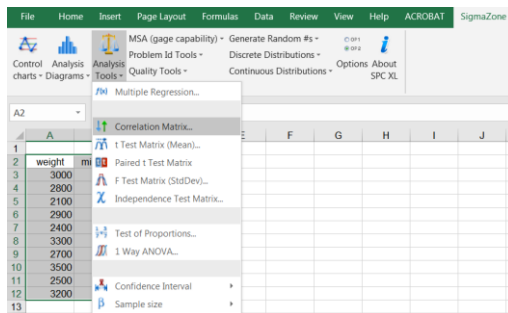 File Home Insert Page Layout Formulas Data Review View Help ACROBAT SigmaZone
MSA (gage capability) Generate Random #s
Problem Id Tools Discrete Distributions
Quality Tools Continuous Distributions
Control charts
Analysis Diagrams
Analysis Tools
Options
About SPC XL
f(x) Multiple Regression...
A2
Correlation Matrix...
t Test Matrix (Mean)...
Paired t Test Matrix
F Test Matrix (StdDev)...
Independence Test Matrix...
Test of Proportions...
1 Way ANOVA...
Confidence Interval
β Sample size
A E F G H I J
1
2 weight mi
3 3000
4 2800
5 2100
6 2900
7 2400
8 3300
9 2700
10 3500
11 2500
12 3200
13